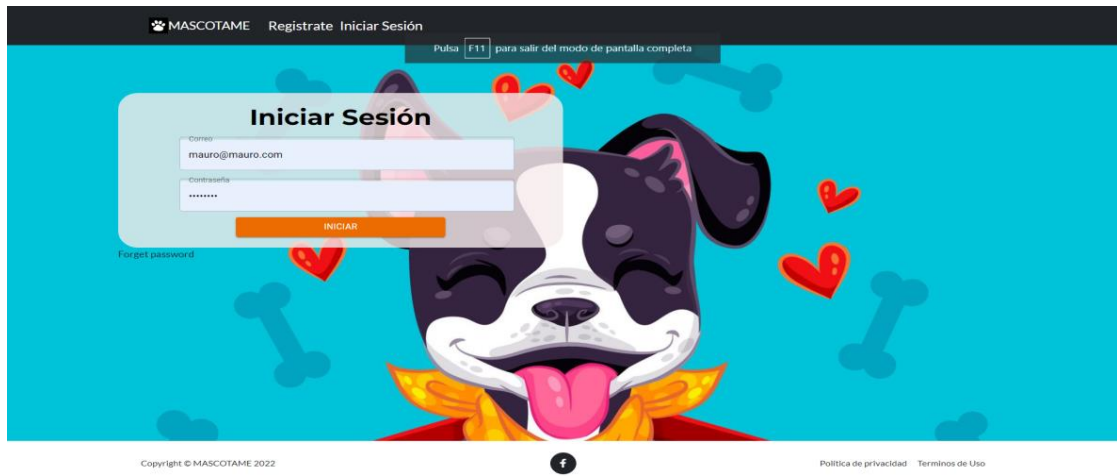 MASCOTAME Registrate Iniciar Sesión
Pulsa F11 para salir del modo de pantalla completa
Iniciar Sesión
Correo
mauro@mauro.com
Contraseña
••••••••
INICIAR
Forget password
Copyright © MASCOTAME 2022
f
Politica de privacidad Terminos de Uso